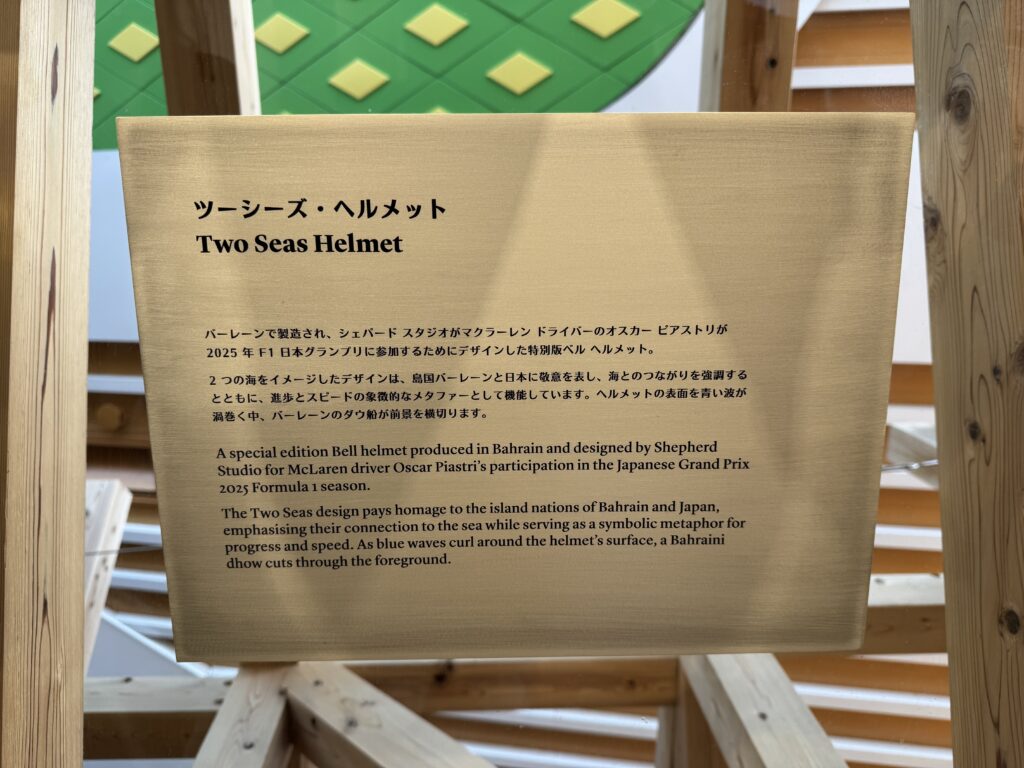 ツーシーズ・ヘルメット
Two Seas Helmet
バーレーンで製造され、シェパード スタジオがマクラーレン ドライバーのオスカー ピアストリが
2025 年 F1 日本グランプリに参加するためにデザインした特別版ベル ヘルメット。
2 つの海をイメージしたデザインは、島国バーレーンと日本に敬意を表し、海とのつながりを強調する
とともに、進歩とスピードの象徴的なメタファーとして機能しています。ヘルメットの表面を青い波が
渦巻く中、バーレーンのダウ船が前景を横切ります。
A special edition Bell helmet produced in Bahrain and designed by Shepherd
Studio for McLaren driver Oscar Piastri's participation in the Japanese Grand Prix
2025 Formula 1 season.
The Two Seas design pays homage to the island nations of Bahrain and Japan,
emphasising their connection to the sea while serving as a symbolic metaphor for
progress and speed. As blue waves curl around the helmet's surface, a Bahraini
dhow cuts through the foreground.